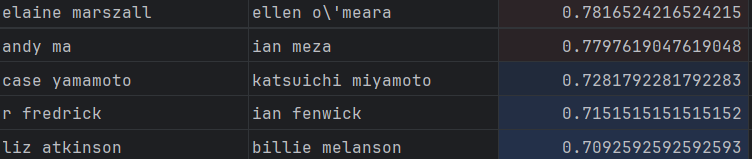 elaine marszall ellen o\'meara 0.7816524216524215
andy ma ian meza 0.7797619047619048
case yamamoto katsuichi miyamoto 0.7281792281792283
r fredrick ian fenwick 0.7151515151515152
liz atkinson billie melanson 0.7092592592592593